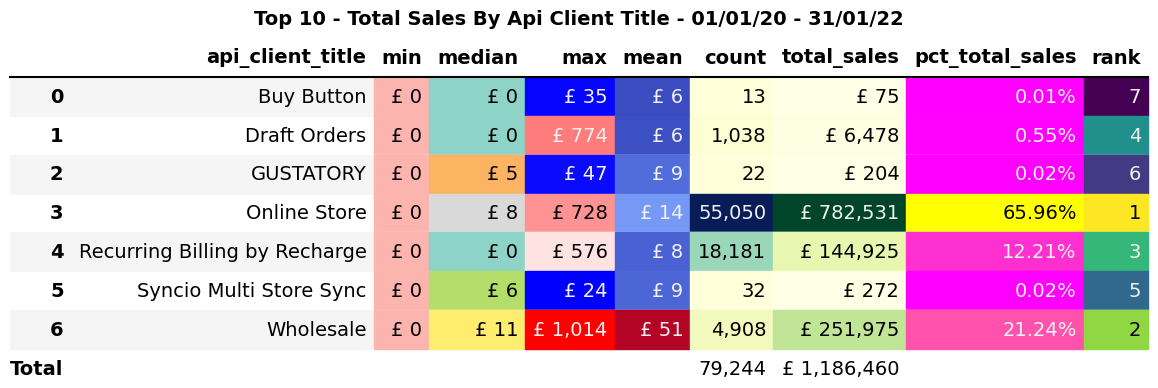 Top 10 - Total Sales By Api Client Title - 01/01/20 - 31/01/22
api_client_title min median max mean count total_sales pct_total_sales rank
0 Buy Button £ 0 £ 0 £ 35 £ 6 13 £ 75 0.01% 7
1 Draft Orders £ 0 £ 0 £ 774 £ 6 1,038 £ 6,478 0.55% 4
2 GUSTATORY £ 0 £ 5 £ 47 £ 9 22 £ 204 0.02% 6
3 Online Store £ 0 £ 8 £ 728 £ 14 55,050 £ 782,531 65.96% 1
4 Recurring Billing by Recharge £ 0 £ 0 £ 576 £ 8 18,181 £ 144,925 12.21% 3
5 Syncio Multi Store Sync £ 0 £ 6 £ 24 £ 9 32 £ 272 0.02% 5
6 Wholesale £ 0 £ 11 £ 1,014 £ 51 4,908 £ 251,975 21.24% 2
Total 79,244 £ 1,186,460